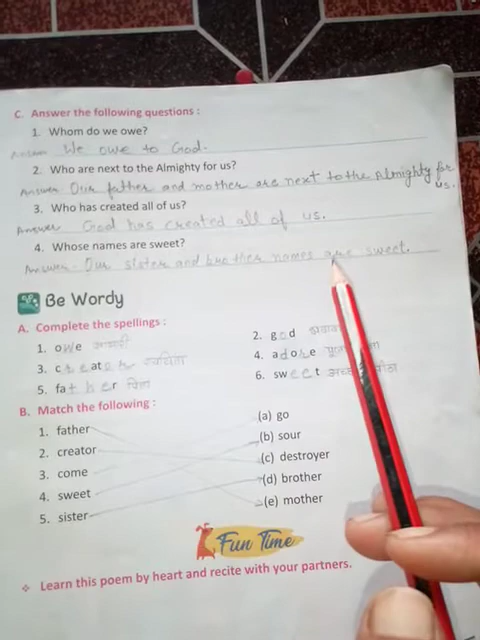 C. Answer the following questions :
1. Whom do we owe?
Answer We owe to God.
2. Who are next to the Almighty for us?
Answer Our father and mother are next to the Almighty for us.
3. Who has created all of us?
Answer God has created all of us.
4. Whose names are sweet?
Answer. Our sister and brother names are sweet.
Be Wordy
A. Complete the spellings :
1. owe आभारी
2. god
3. creator रचयिता
4. adore
5. father पिता
6. sweet
B. Match the following :
1. father
(a) go
2. creator
(b) sour
3. come
(c) destroyer
4. sweet
(d) brother
5. sister
(e) mother
Fun Time
Learn this poem by heart and recite with your partners.